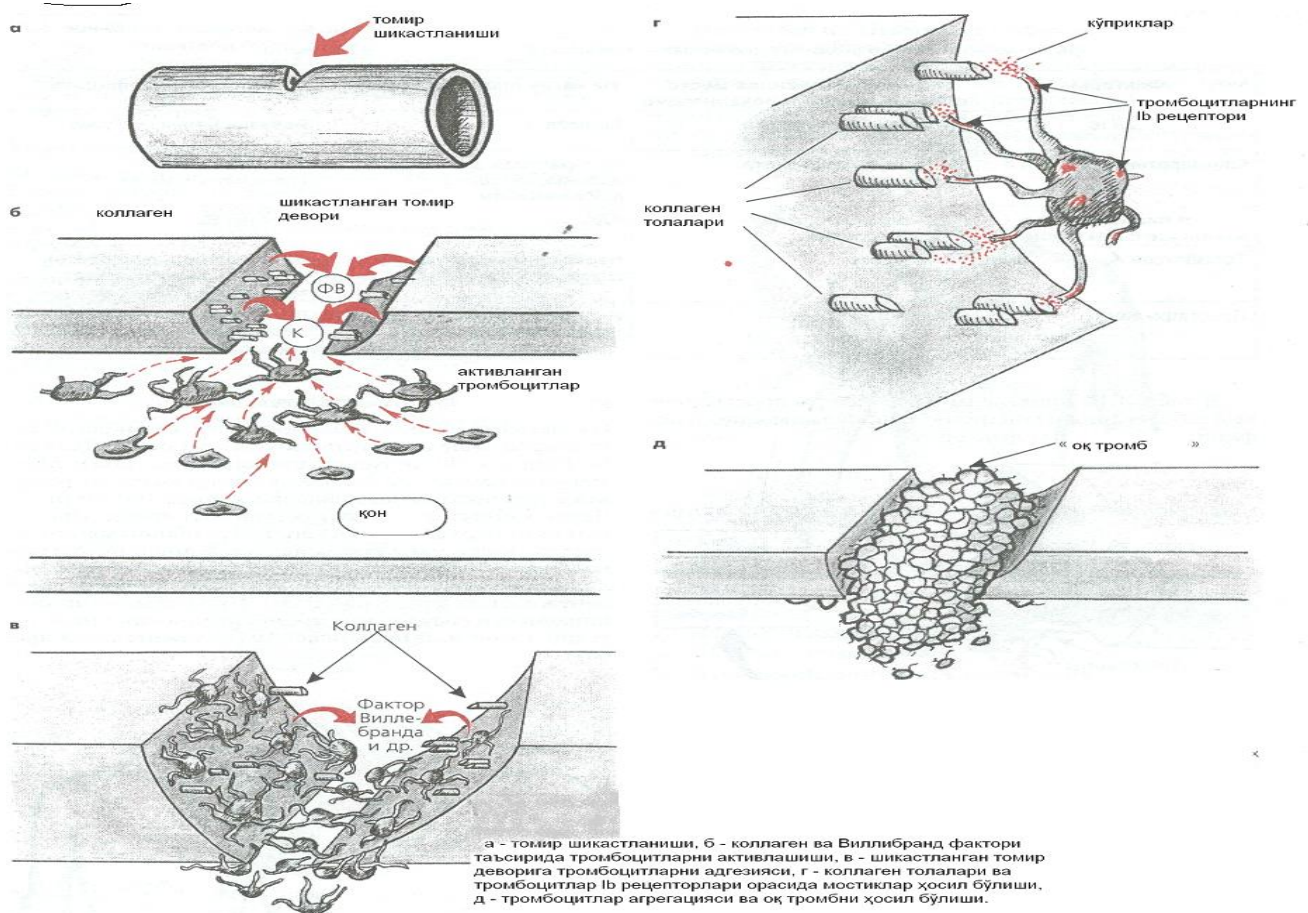 а
томир
шикастланиши
б
коллаген
шикастланган томир
девори
ФВ
К
активланган
тромбоцитлар
қон
в
Коллаген
Фактор
Вилле-
бранда
и др.
г
кўприклар
тромбоцитларнинг
Ib рецептори
коллаген
толалари
д
« оқ тромб »
а - томир шикастланиши, б - коллаген ва Виллибранд фактори
таъсирида тромбоцитларни активлашиши, в - шикастланган томир
деворига тромбоцитларни адгезияси, г - коллаген толалари ва
тромбоцитлар Ib рецепторлари орасида мостиклар ҳосил бўлиши,
д - тромбоцитлар агрегацияси ва оқ тромбни ҳосил бўлиши.